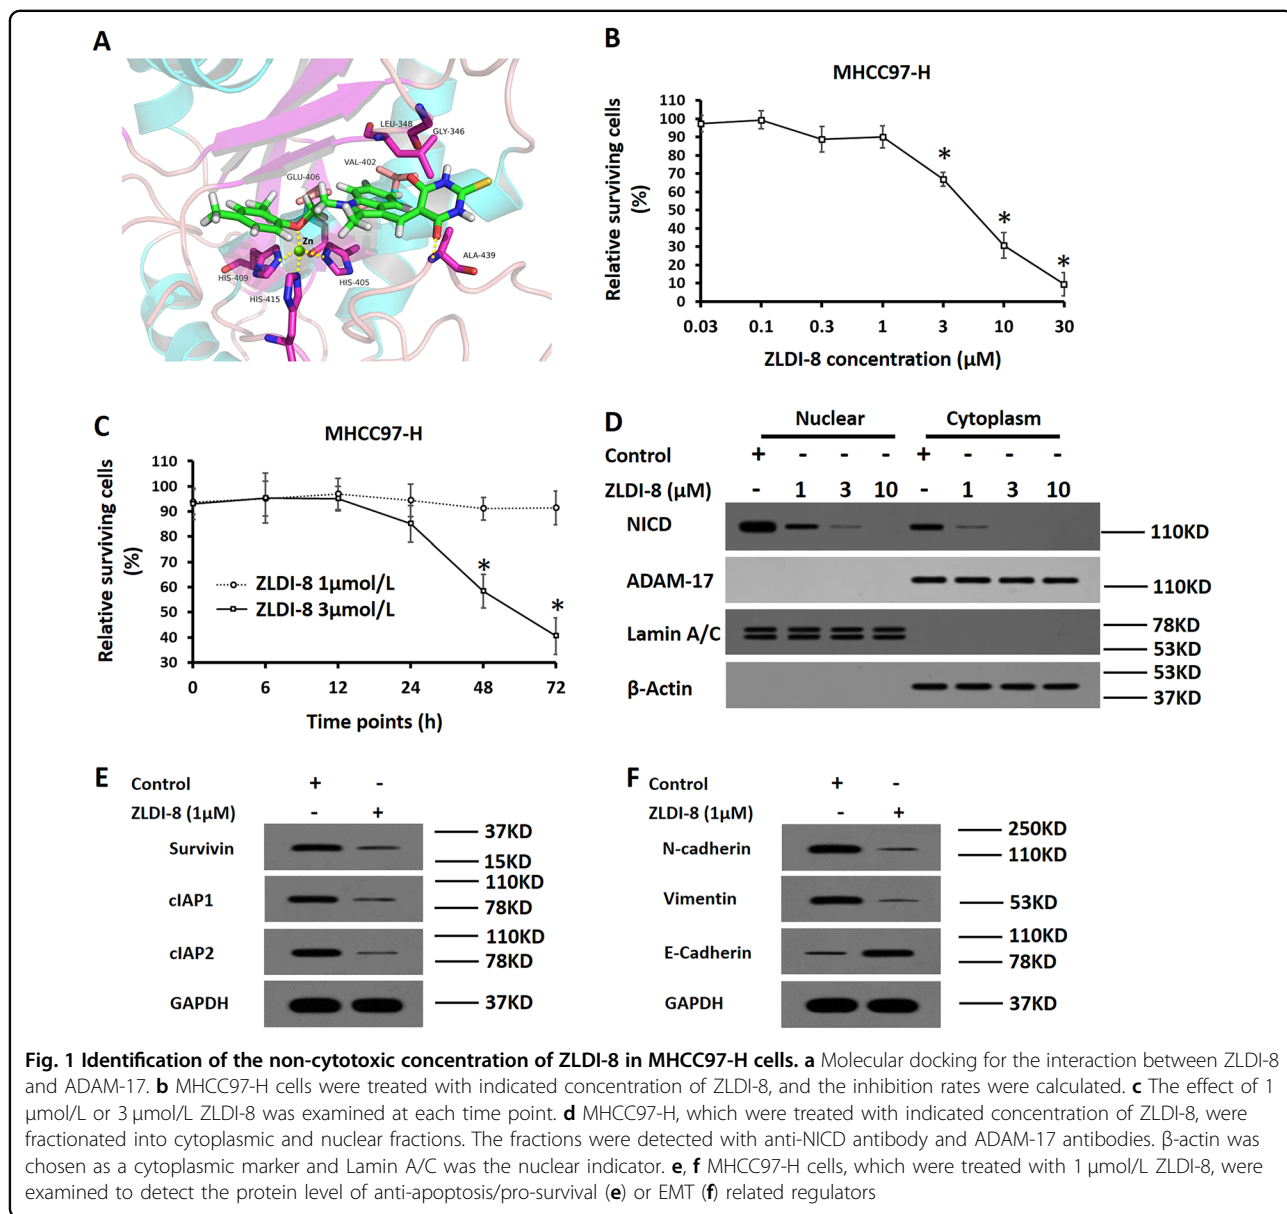 A
LEU-348
GLY-346
VAL-402
GLU-406
Zn
HIS-409
HIS-405
ALA-439
HIS-415
B
MHCC97-H
Relative surviving cells
(%)
110
100
90
80
70
60
50
40
30
20
10
0
*
*
*
0.03 0.1 0.3 1 3 10 30
ZLDI-8 concentration (μM)
C
MHCC97-H
Relative surviving cells
(%)
110
100
90
80
70
60
50
40
30
ZLDI-8 1μmol/L
ZLDI-8 3μmol/L
*
*
0 6 12 24 48 72
Time points (h)
D
Nuclear Cytoplasm
Control + - - - + - - -
ZLDI-8 (μM) - 1 3 10 - 1 3 10
NICD 110KD
ADAM-17 110KD
Lamin A/C 78KD
53KD
β-Actin 53KD
37KD
E
Control + -
ZLDI-8 (1μM) - +
Survivin 37KD
15KD
cIAP1 110KD
78KD
cIAP2 110KD
78KD
GAPDH 37KD
F
Control + -
ZLDI-8 (1μM) - +
N-cadherin 250KD
110KD
Vimentin 53KD
E-Cadherin 110KD
78KD
GAPDH 37KD
Fig. 1 Identification of the non-cytotoxic concentration of ZLDI-8 in MHCC97-H cells. a Molecular docking for the interaction between ZLDI-8
and ADAM-17. b MHCC97-H cells were treated with indicated concentration of ZLDI-8, and the inhibition rates were calculated. c The effect of 1
μmol/L or 3 μmol/L ZLDI-8 was examined at each time point. d MHCC97-H, which were treated with indicated concentration of ZLDI-8, were
fractionated into cytoplasmic and nuclear fractions. The fractions were detected with anti-NICD antibody and ADAM-17 antibodies. β-actin was
chosen as a cytoplasmic marker and Lamin A/C was the nuclear indicator. e, f MHCC97-H cells, which were treated with 1 μmol/L ZLDI-8, were
examined to detect the protein level of anti-apoptosis/pro-survival (e) or EMT (f) related regulators